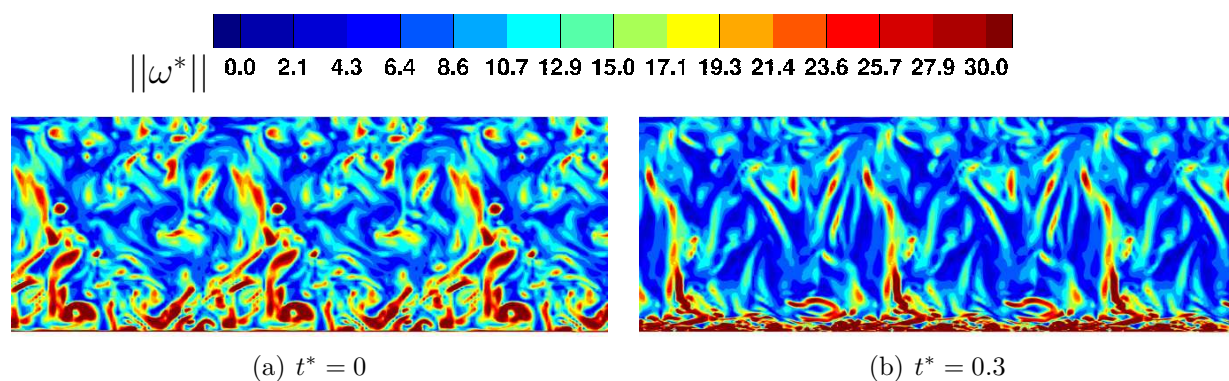 ||ω*|| 0.0 2.1 4.3 6.4 8.6 10.7 12.9 15.0 17.1 19.3 21.4 23.6 25.7 27.9 30.0
(a) t* = 0
(b) t* = 0.3